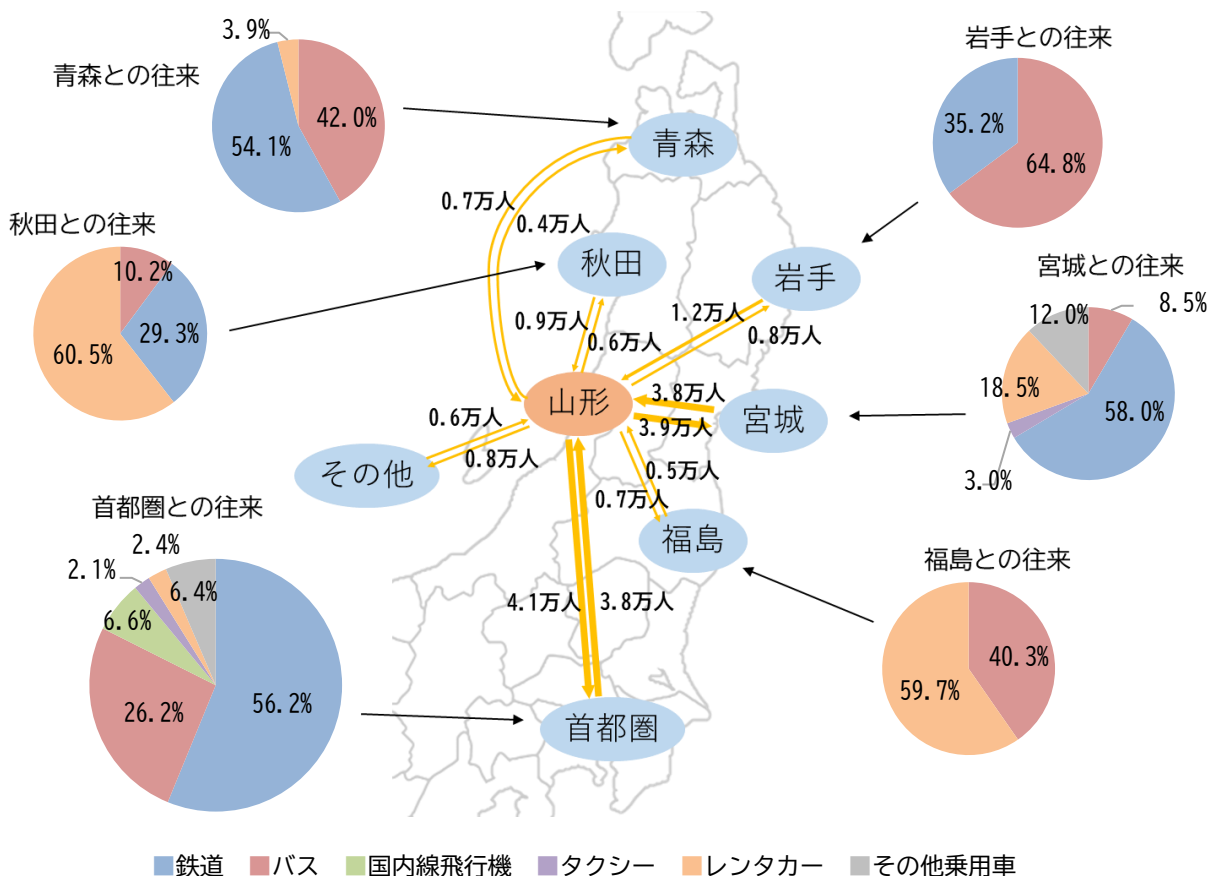 3.9%
青森との往来
42.0%
54.1%
岩手との往来
35.2%
64.8%
青森
0.7万人
0.4万人
秋田との往来
10.2%
29.3%
60.5%
秋田
岩手
宮城との往来
12.0%
8.5%
18.5%
58.0%
3.0%
0.9万人
0.6万人
1.2万人
0.8万人
山形
3.8万人
3.9万人
宮城
0.6万人
0.8万人
その他
0.5万人
0.7万人
福島
首都圏との往来
2.4%
2.1%
6.4%
6.6%
26.2%
56.2%
4.1万人
3.8万人
福島との往来
40.3%
59.7%
首都圏
鉄道 バス 国内線飛行機 タクシー レンタカー その他乗用車